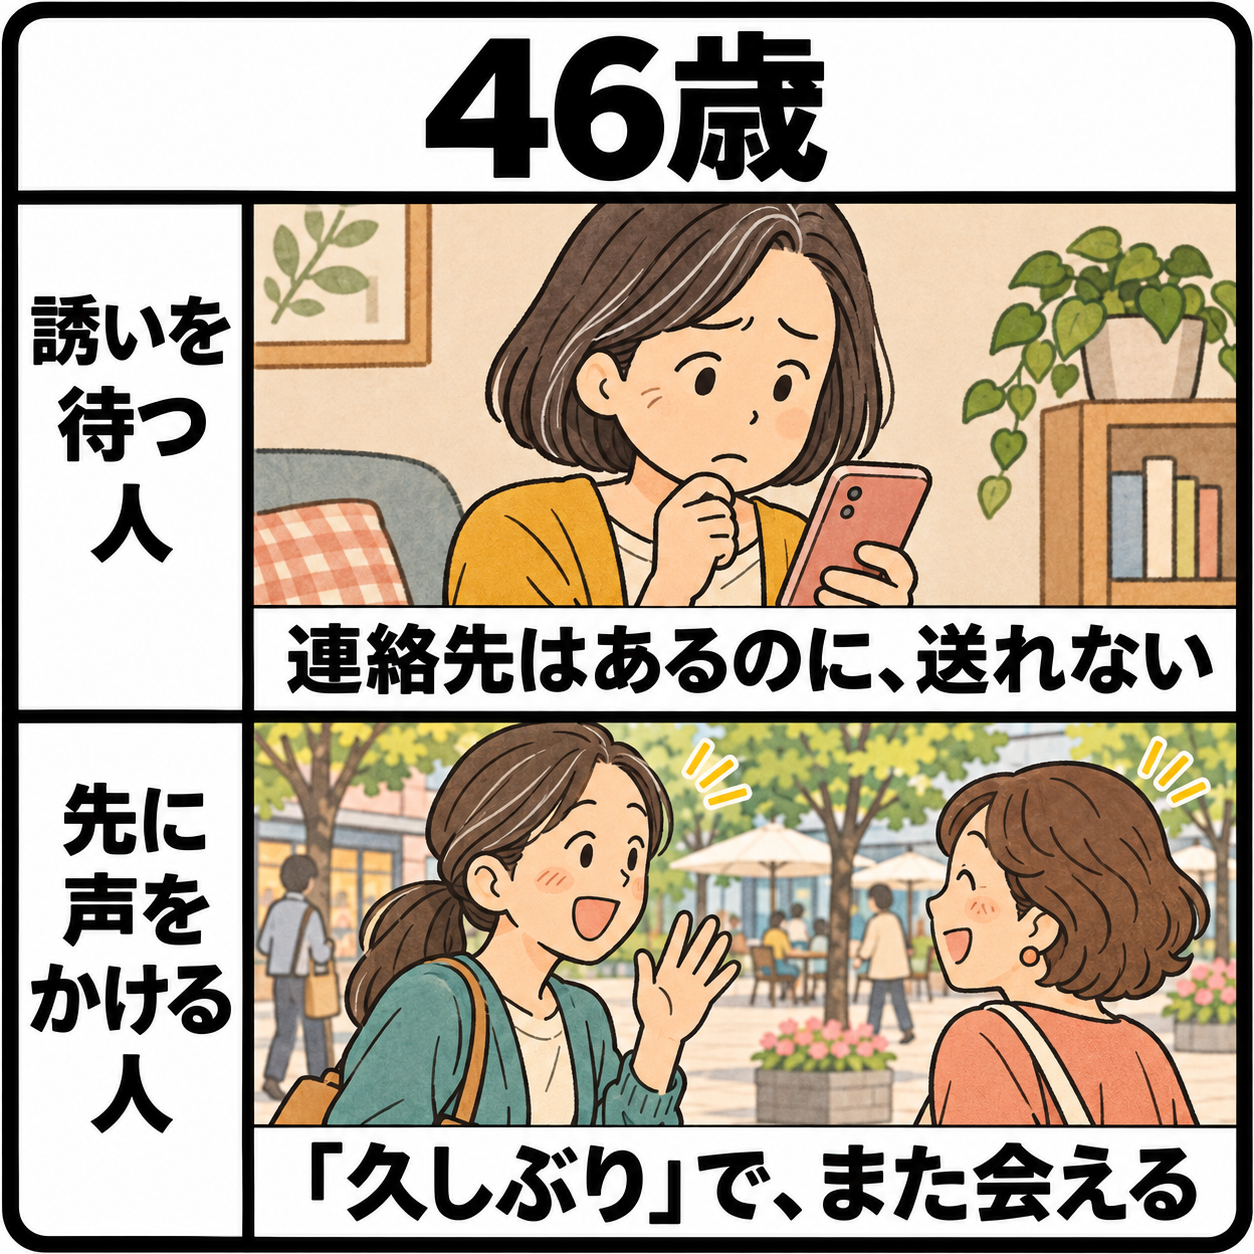 46歳
誘いを
待つ
人
連絡先はあるのに、送れない
先に
声を
かける
人
「久しぶり」で、また会える